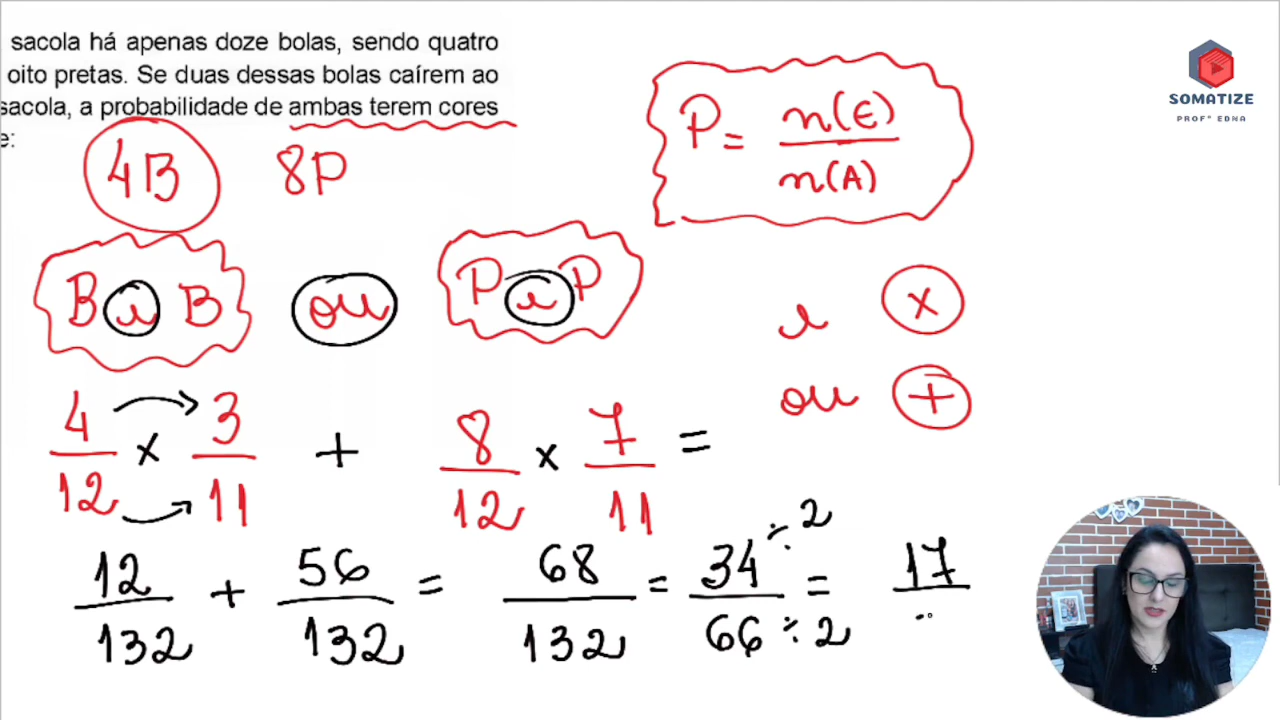 sacola há apenas doze bolas, sendo quatro
oito pretas. Se duas dessas bolas caírem ao
sacola, a probabilidade de ambas terem cores
e:
SOMATIZE
PROFª EDNA
P = n(E) / n(A)
4B 8P
B e B ou P e P
e x
ou +
4/12 x 3/11 + 8/12 x 7/11 =
12/132 + 56/132 = 68/132 = 34÷2 / 66÷2 = 17